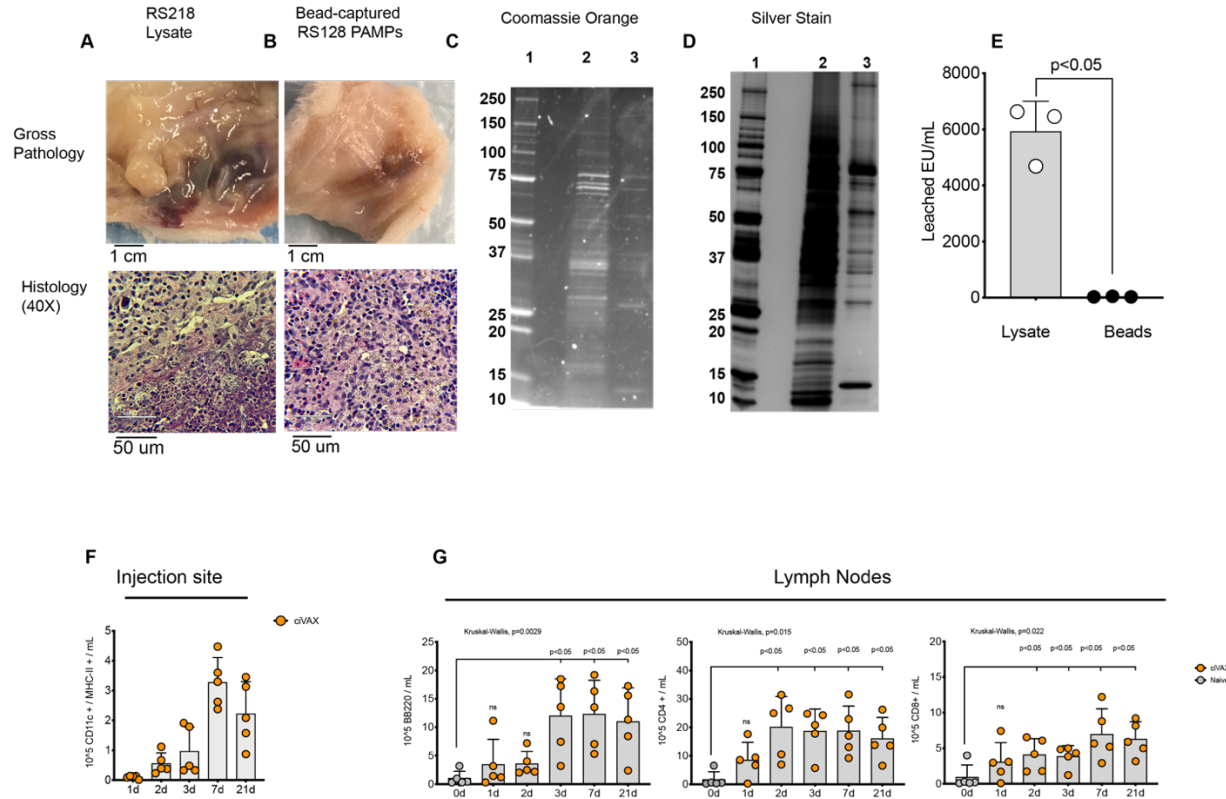 RS218
Lysate
Bead-captured
RS128 PAMPs
Coomassie Orange
Silver Stain
A
B
C
1 2 3
D
1 2 3
E
Gross
Pathology
1 cm
1 cm
Histology
(40X)
50 um
50 um
250
150
100
75
50
37
25
20
15
10
250
150
100
75
50
37
25
20
15
10
p<0.05
8000
6000
4000
2000
0
Leached EU/mL
Lysate
Beads
F
Injection site
ciVAX
10^5 CD11c + / MHC-II + / mL
5
4
3
2
1
0
1d 2d 3d 7d 21d
G
Lymph Nodes
Kruskal-Wallis, p=0.0029
p<0.05 p<0.05 p<0.05
ns
ns
10^5 BB220 / mL
25
20
15
10
5
0
0d 1d 2d 3d 7d 21d
Kruskal-Wallis, p=0.015
p<0.05 p<0.05 p<0.05 p<0.05
ns
10^5 CD4 + / mL
50
40
30
20
10
0
0d 1d 2d 3d 7d 21d
Kruskal-Wallis, p=0.022
p<0.05 p<0.05 p<0.05 p<0.05
ns
10^5 CD8+ / mL
20
15
10
5
0
0d 1d 2d 3d 7d 21d
ciVAX
Naive